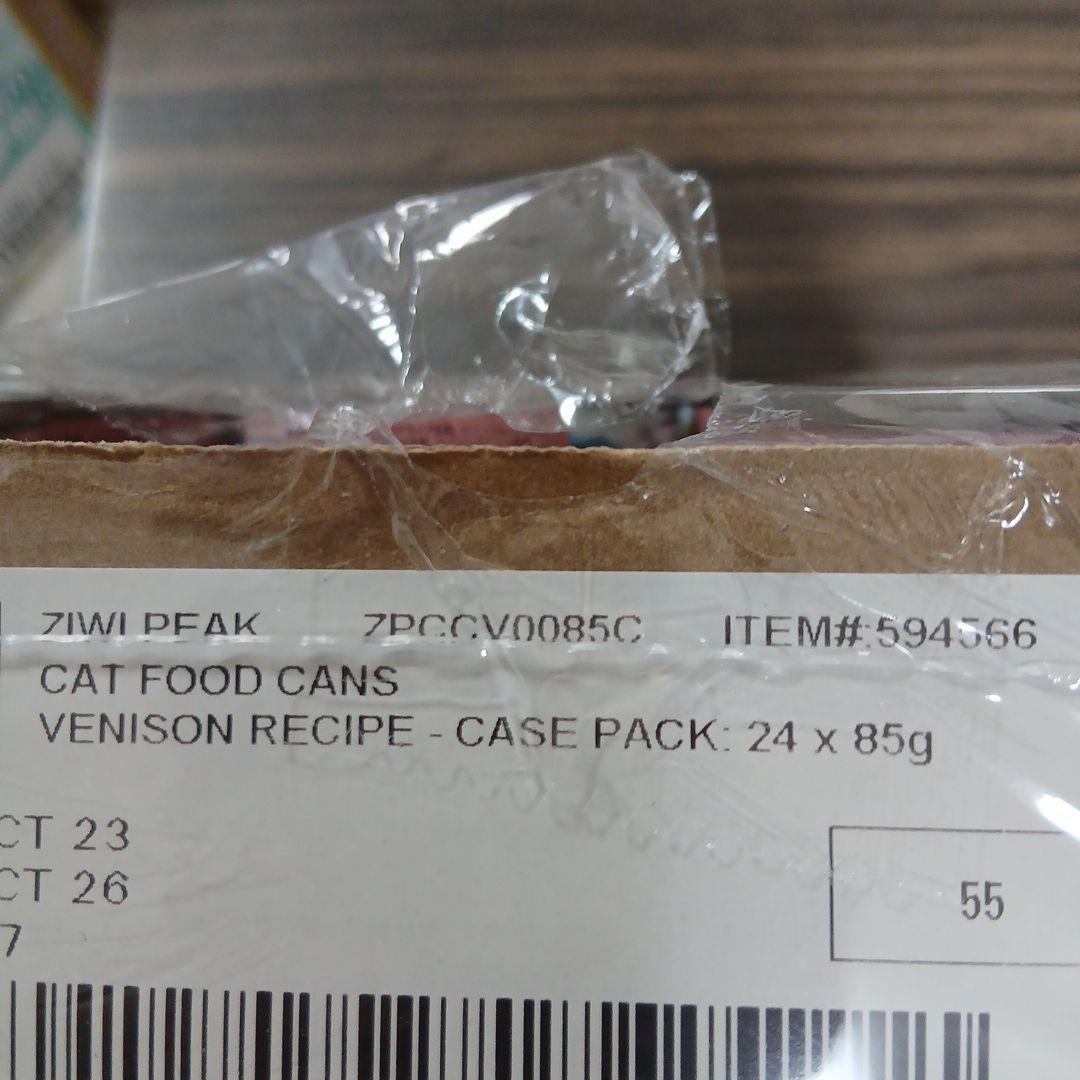 ZIWI PEAK ZPCCV0085C ITEM#:594566
CAT FOOD CANS
VENISON RECIPE - CASE PACK: 24 x 85g
CT 23
CT 26
7
55